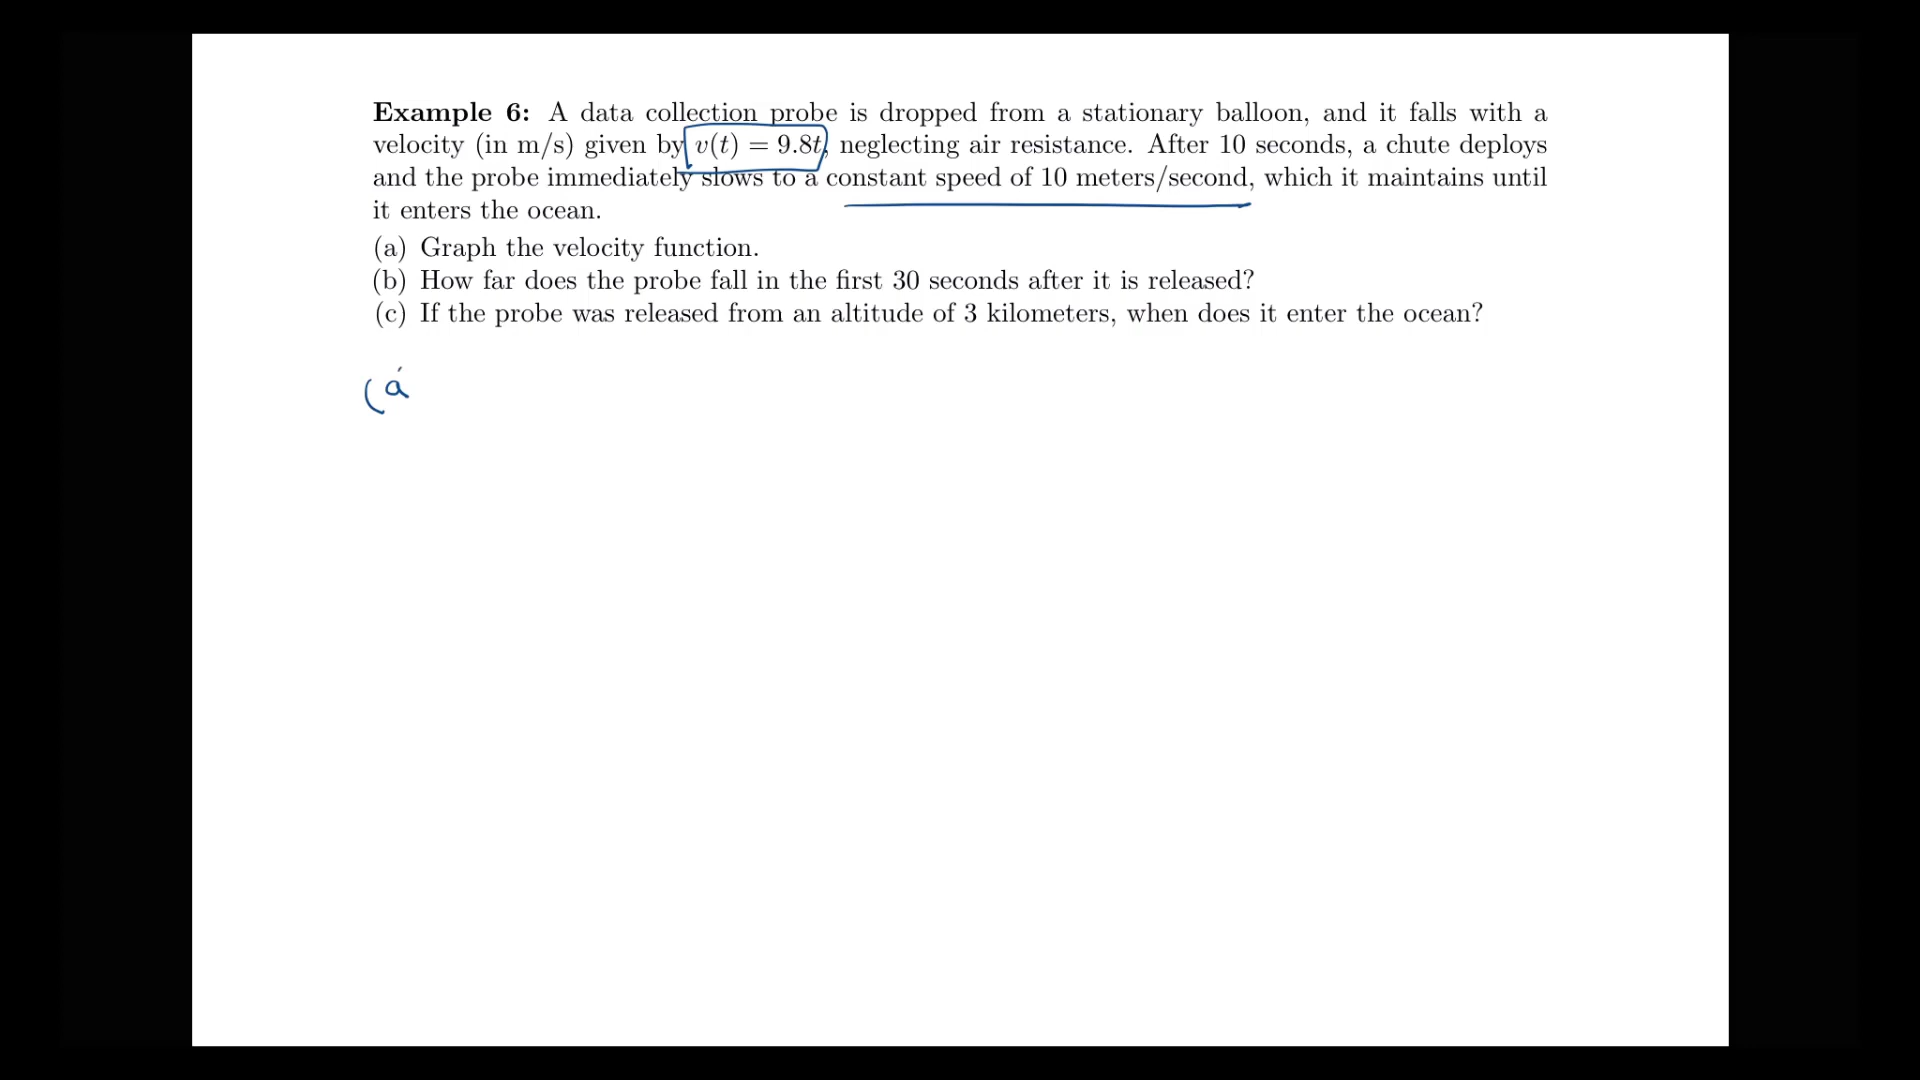 Example 6: A data collection probe is dropped from a stationary balloon, and it falls with a
velocity (in m/s) given by v(t) = 9.8t, neglecting air resistance. After 10 seconds, a chute deploys
and the probe immediately slows to a constant speed of 10 meters/second, which it maintains until
it enters the ocean.
(a) Graph the velocity function.
(b) How far does the probe fall in the first 30 seconds after it is released?
(c) If the probe was released from an altitude of 3 kilometers, when does it enter the ocean?
(a